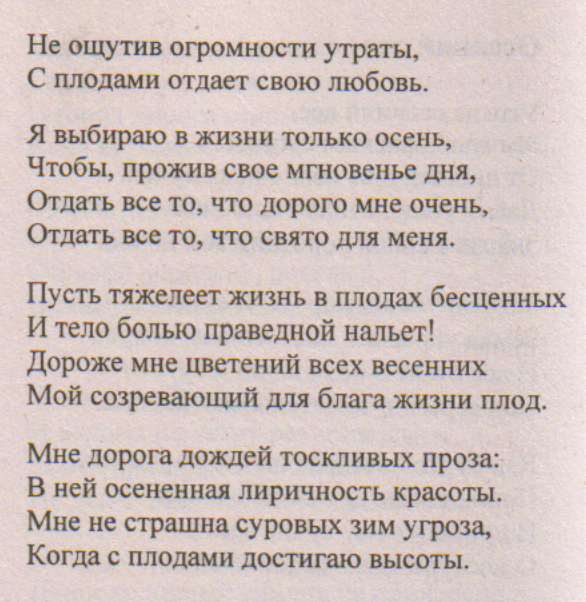 Не ощутив огромности утраты,
С плодами отдает свою любовь.
Я выбираю в жизни только осень,
Чтобы, прожив свое мгновенье дня,
Отдать все то, что дорого мне очень,
Отдать все то, что свято для меня.
Пусть тяжелеет жизнь в плодах бесценных
И тело болью праведной нальет!
Дороже мне цветений всех весенних
Мой созревающий для блага жизни плод.
Мне дорога дождей тоскливых проза:
В ней осененная лиричность красоты.
Мне не страшна суровых зим угроза,
Когда с плодами достигаю высоты.